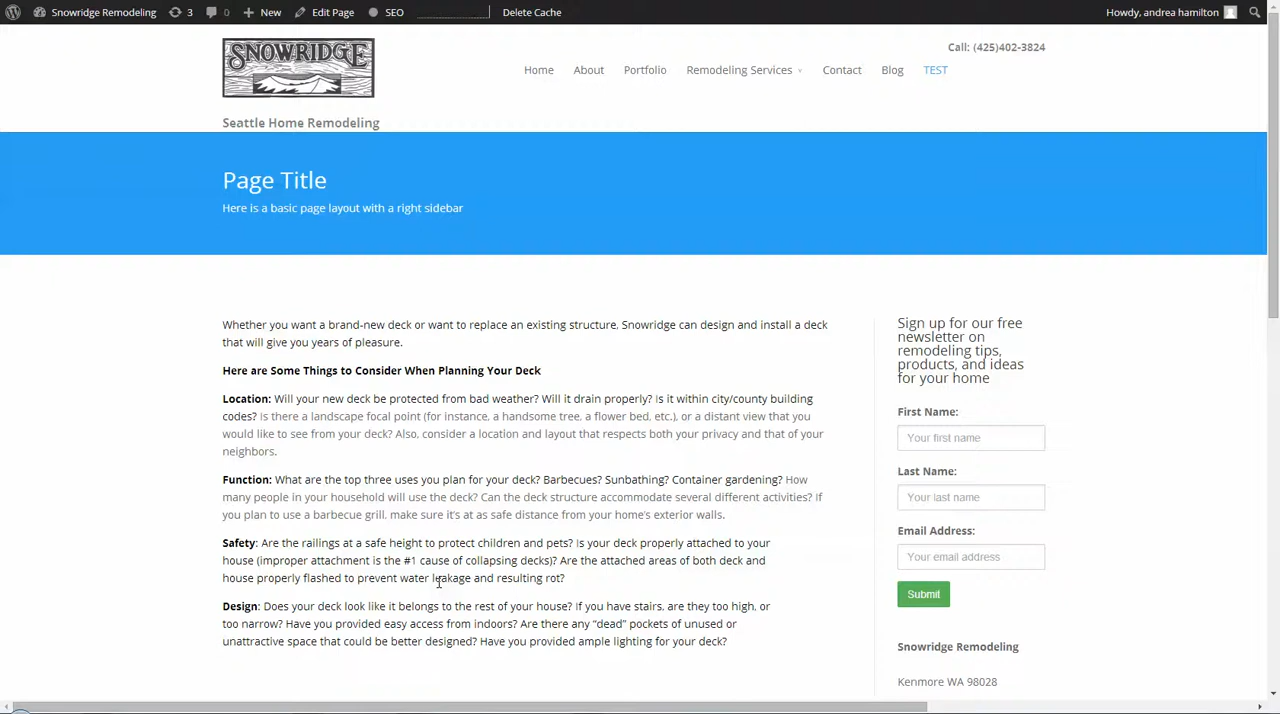 Snowridge Remodeling 3 0 New Edit Page SEO Delete Cache Howdy, andrea hamilton
SNOWRIDGE
Call: (425)402-3824
Home About Portfolio Remodeling Services Contact Blog TEST
Seattle Home Remodeling
Page Title
Here is a basic page layout with a right sidebar
Whether you want a brand-new deck or want to replace an existing structure, Snowridge can design and install a deck
that will give you years of pleasure.
Here are Some Things to Consider When Planning Your Deck
Location: Will your new deck be protected from bad weather? Will it drain properly? Is it within city/county building
codes? Is there a landscape focal point (for instance, a handsome tree, a flower bed, etc.), or a distant view that you
would like to see from your deck? Also, consider a location and layout that respects both your privacy and that of your
neighbors.
Function: What are the top three uses you plan for your deck? Barbecues? Sunbathing? Container gardening? How
many people in your household will use the deck? Can the deck structure accommodate several different activities? If
you plan to use a barbecue grill, make sure it's at as safe distance from your home's exterior walls.
Safety: Are the railings at a safe height to protect children and pets? Is your deck properly attached to your
house (improper attachment is the #1 cause of collapsing decks)? Are the attached areas of both deck and
house properly flashed to prevent water leakage and resulting rot?
Design: Does your deck look like it belongs to the rest of your house? If you have stairs, are they too high, or
too narrow? Have you provided easy access from indoors? Are there any “dead” pockets of unused or
unattractive space that could be better designed? Have you provided ample lighting for your deck?
Sign up for our free
newsletter on
remodeling tips,
products, and ideas
for your home
First Name:
Your first name
Last Name:
Your last name
Email Address:
Your email address
Submit
Snowridge Remodeling
Kenmore WA 98028